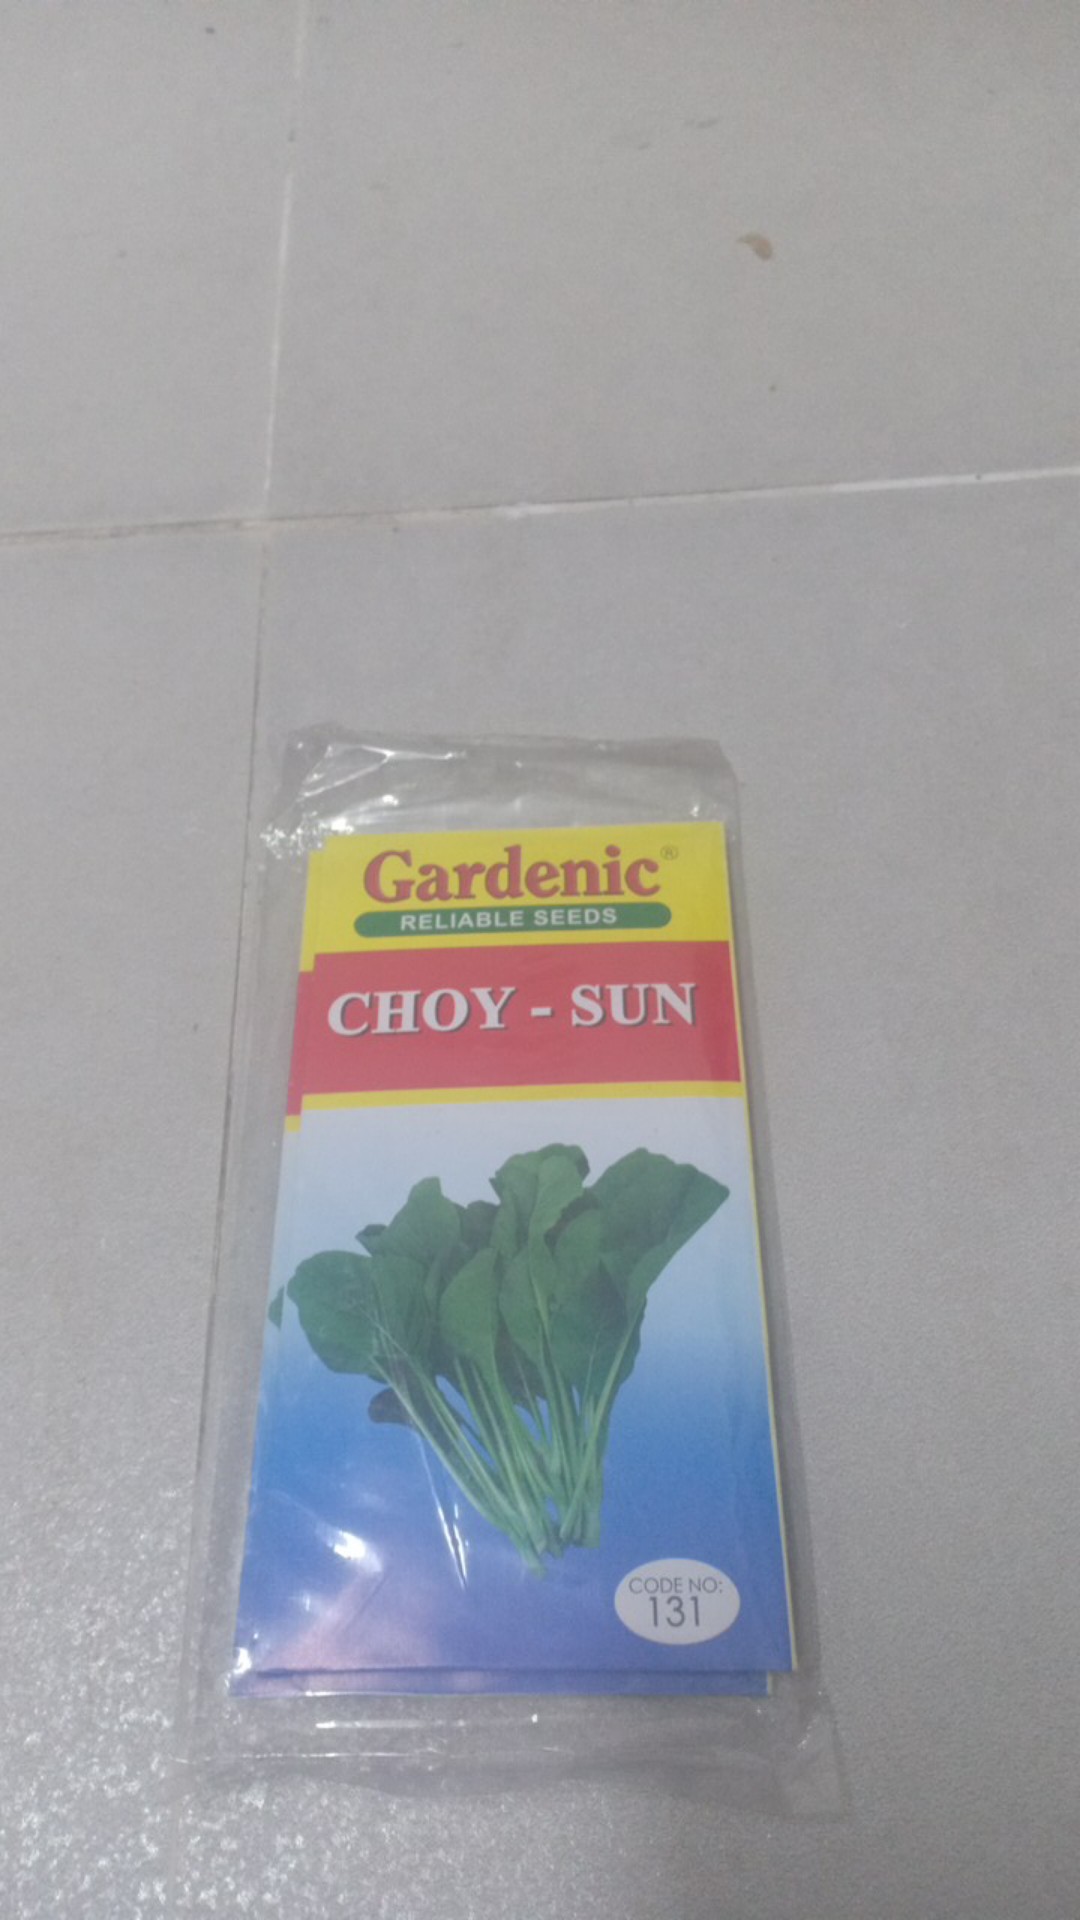 Gardenic®
RELIABLE SEEDS
CHOY - SUN
CODE NO:
131